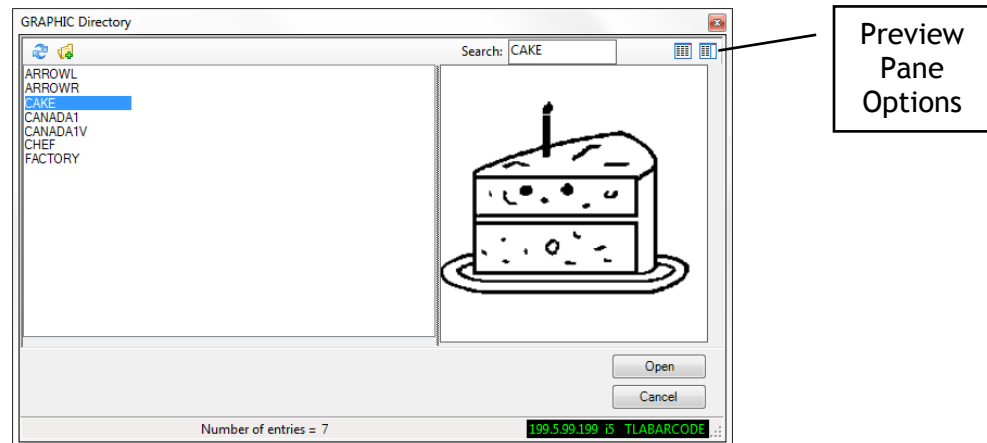 GRAPHIC Directory
Search: CAKE
ARROWL
ARROWR
CAKE
CANADA1
CANADA1V
CHEF
FACTORY
Open
Cancel
Number of entries = 7
199.5.99.199 i5 TLABARCODE
Preview
Pane
Options